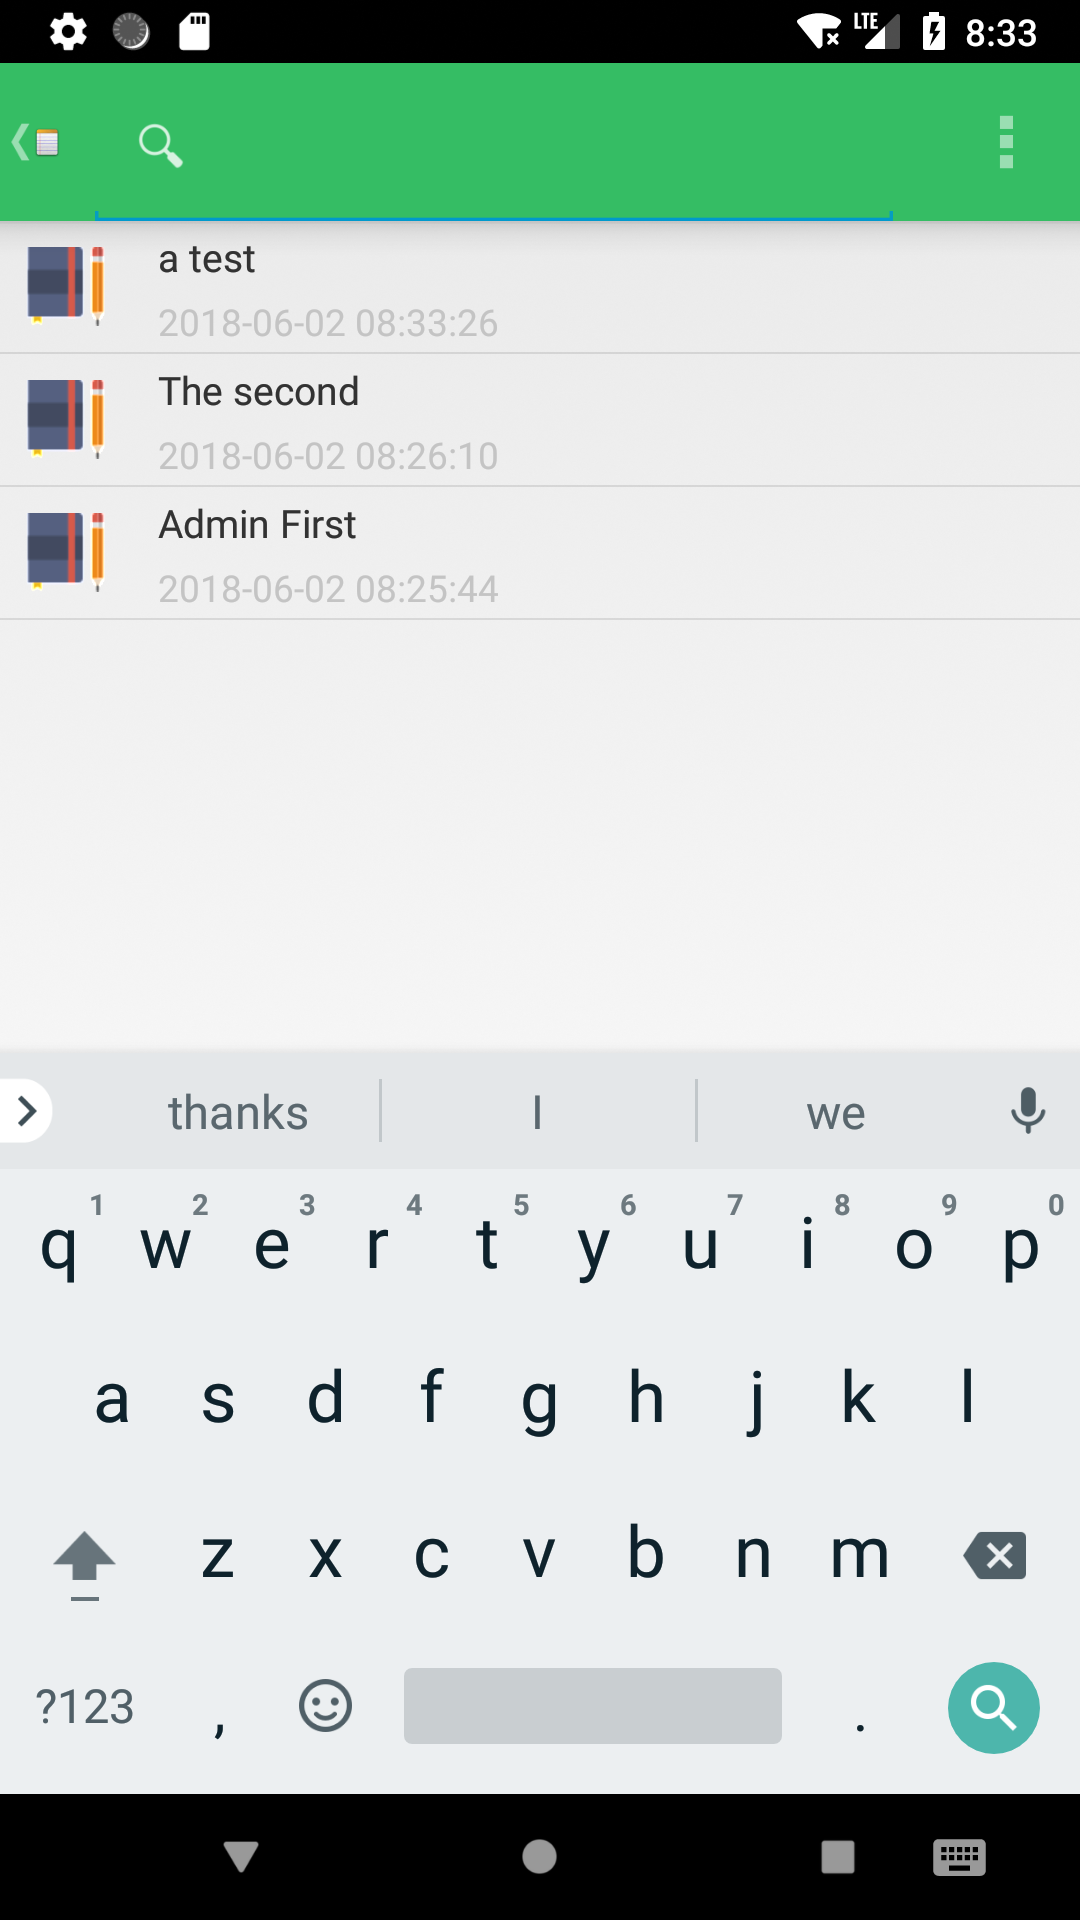 LTE 8:33
a test
2018-06-02 08:33:26
The second
2018-06-02 08:26:10
Admin First
2018-06-02 08:25:44
thanks I we
1 2 3 4 5 6 7 8 9 0
q w e r t y u i o p
a s d f g h j k l
z x c v b n m
?123 , .